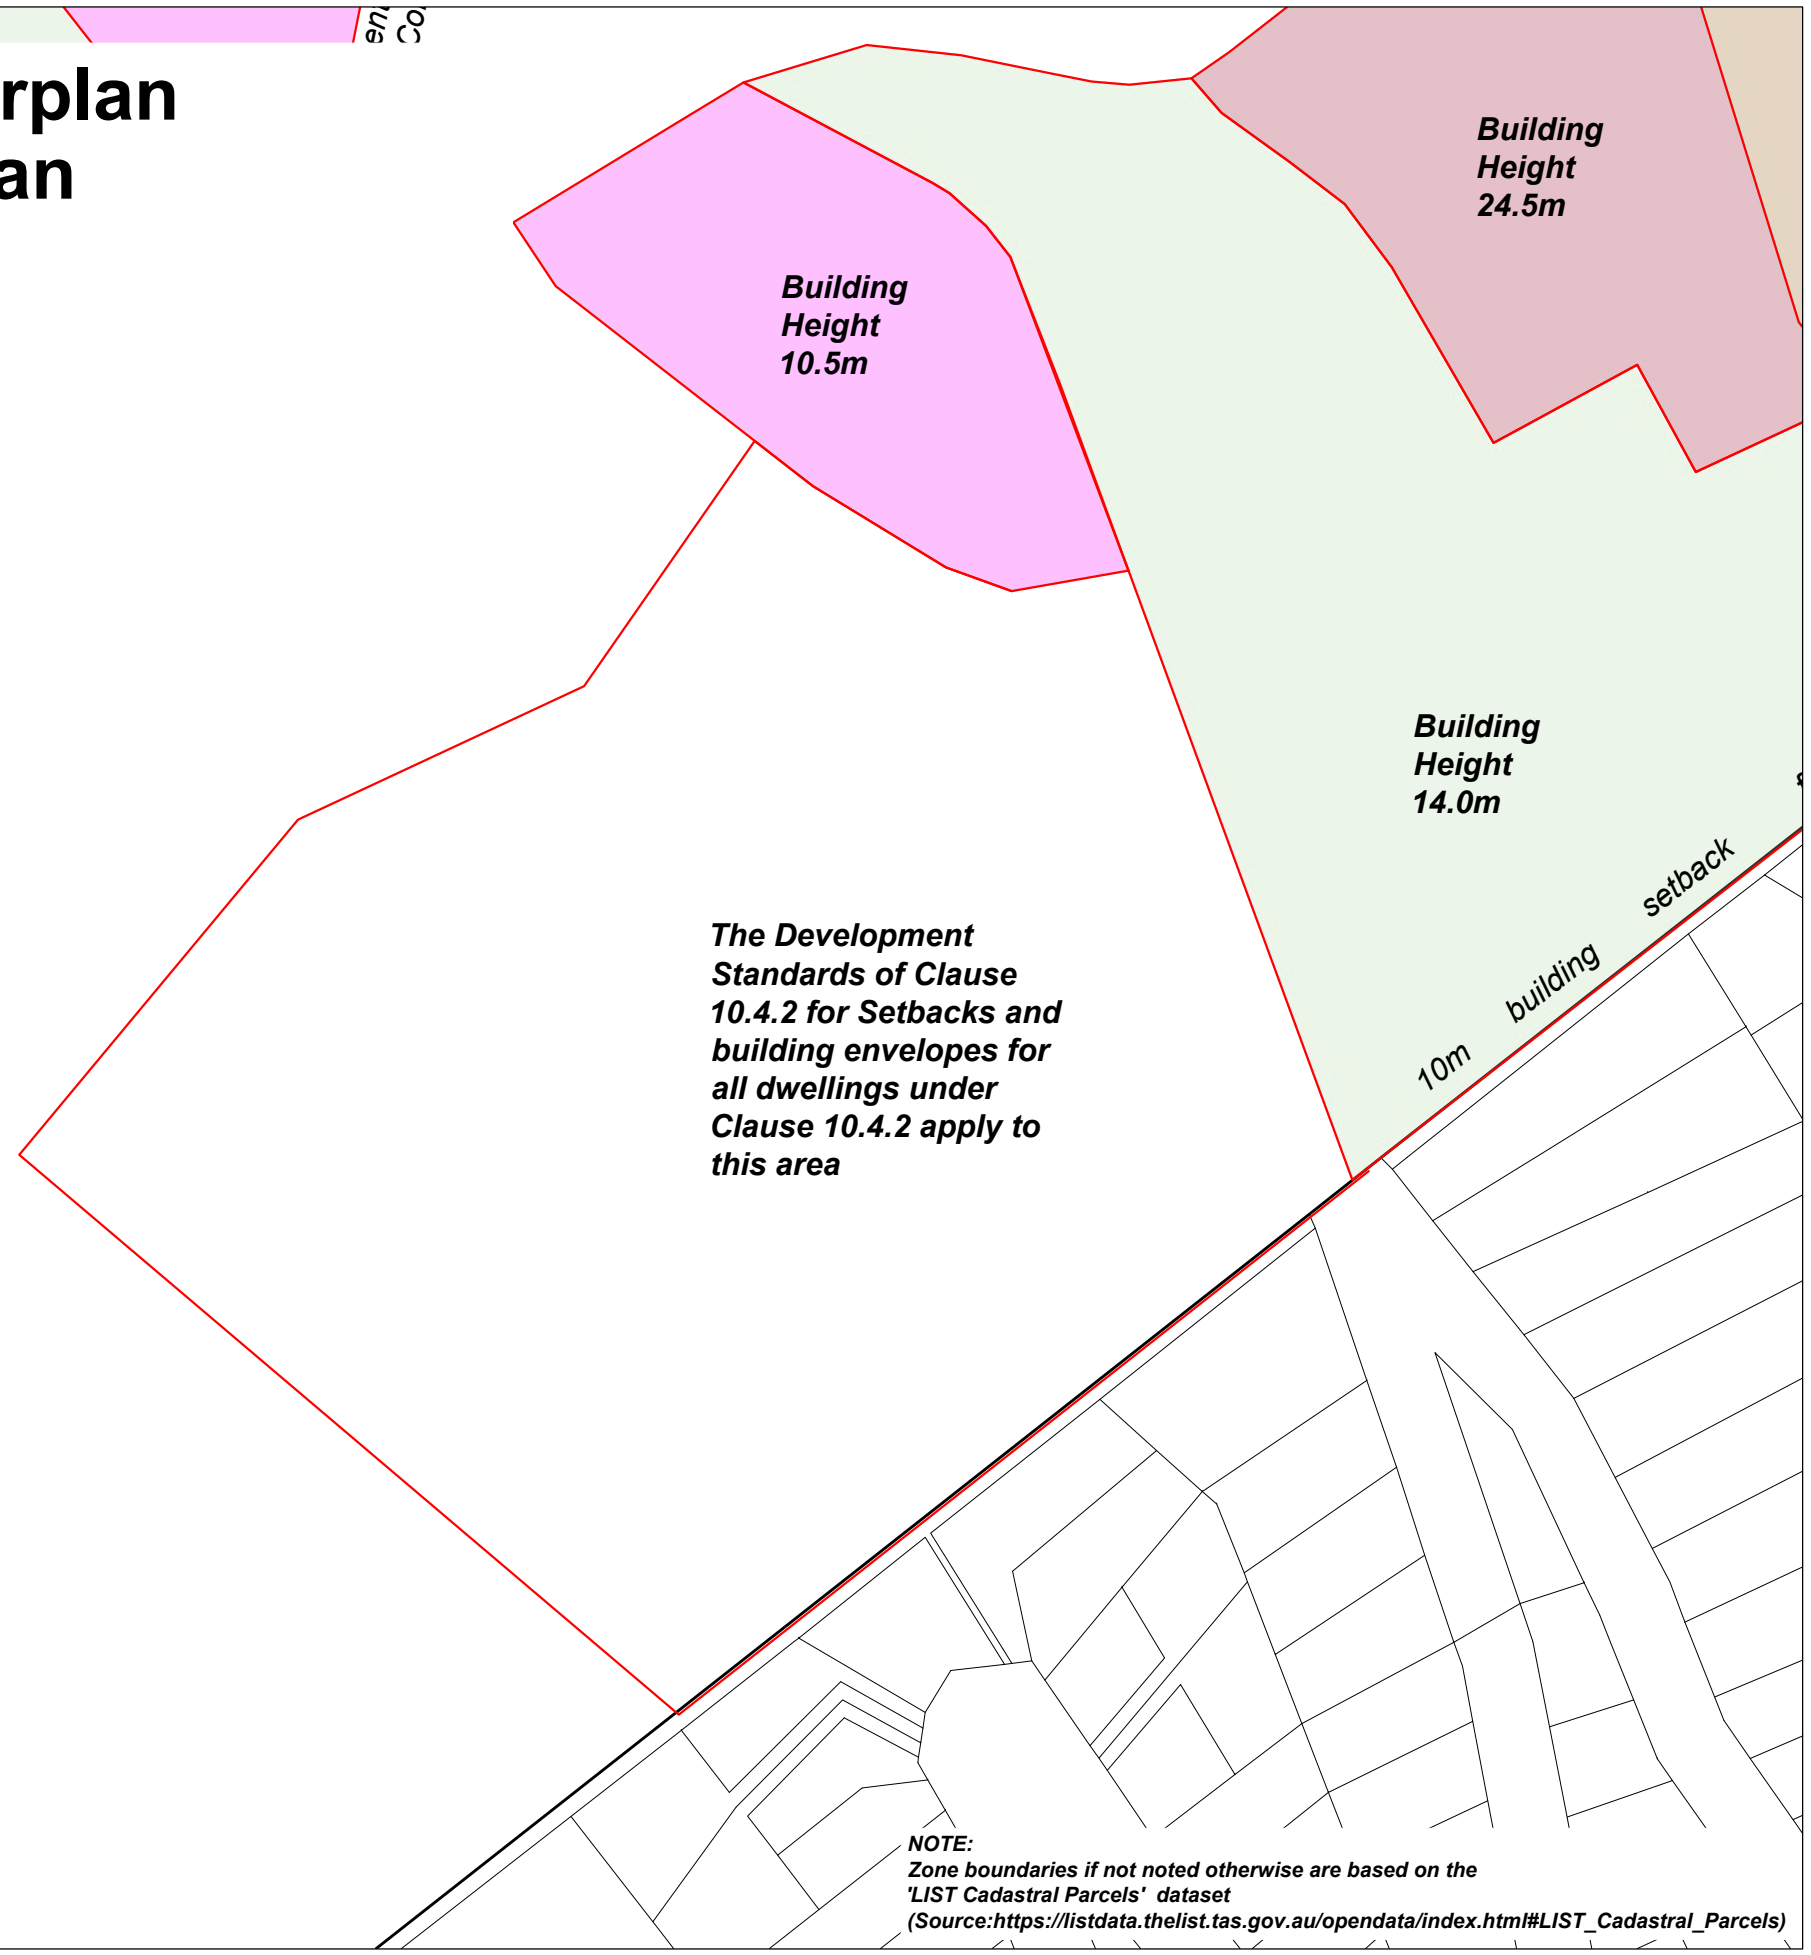 rplan
an
Building
Height
24.5m
Building
Height
10.5m
Building
Height
14.0m
10m building setback
The Development
Standards of Clause
10.4.2 for Setbacks and
building envelopes for
all dwellings under
Clause 10.4.2 apply to
this area
NOTE:
Zone boundaries if not noted otherwise are based on the
'LIST Cadastral Parcels' dataset
(Source:https://listdata.thelist.tas.gov.au/opendata/index.html#LIST_Cadastral_Parcels)